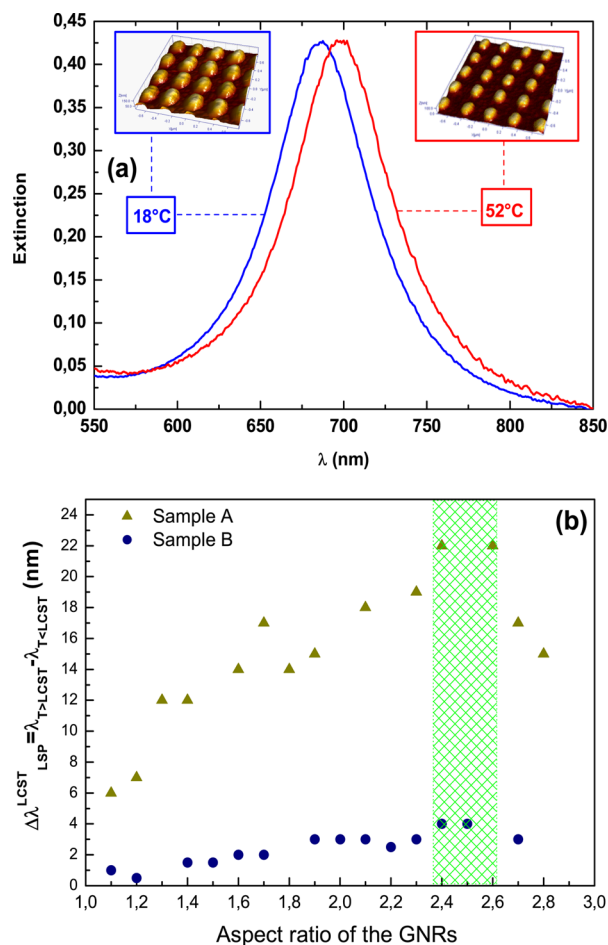 0,45
0,40
0,35
0,30
0,25
0,20
0,15
0,10
0,05
0,00
Extinction
(a)
18°C
52°C
550 600 650 700 750 800 850
λ (nm)
24
22
20
18
16
14
12
10
8
6
4
2
0
Δλ^LCST_LSP=λ_T>LCST-λ_T<LCST (nm)
Sample A
Sample B
(b)
1,0 1,2 1,4 1,6 1,8 2,0 2,2 2,4 2,6 2,8 3,0
Aspect ratio of the GNRs